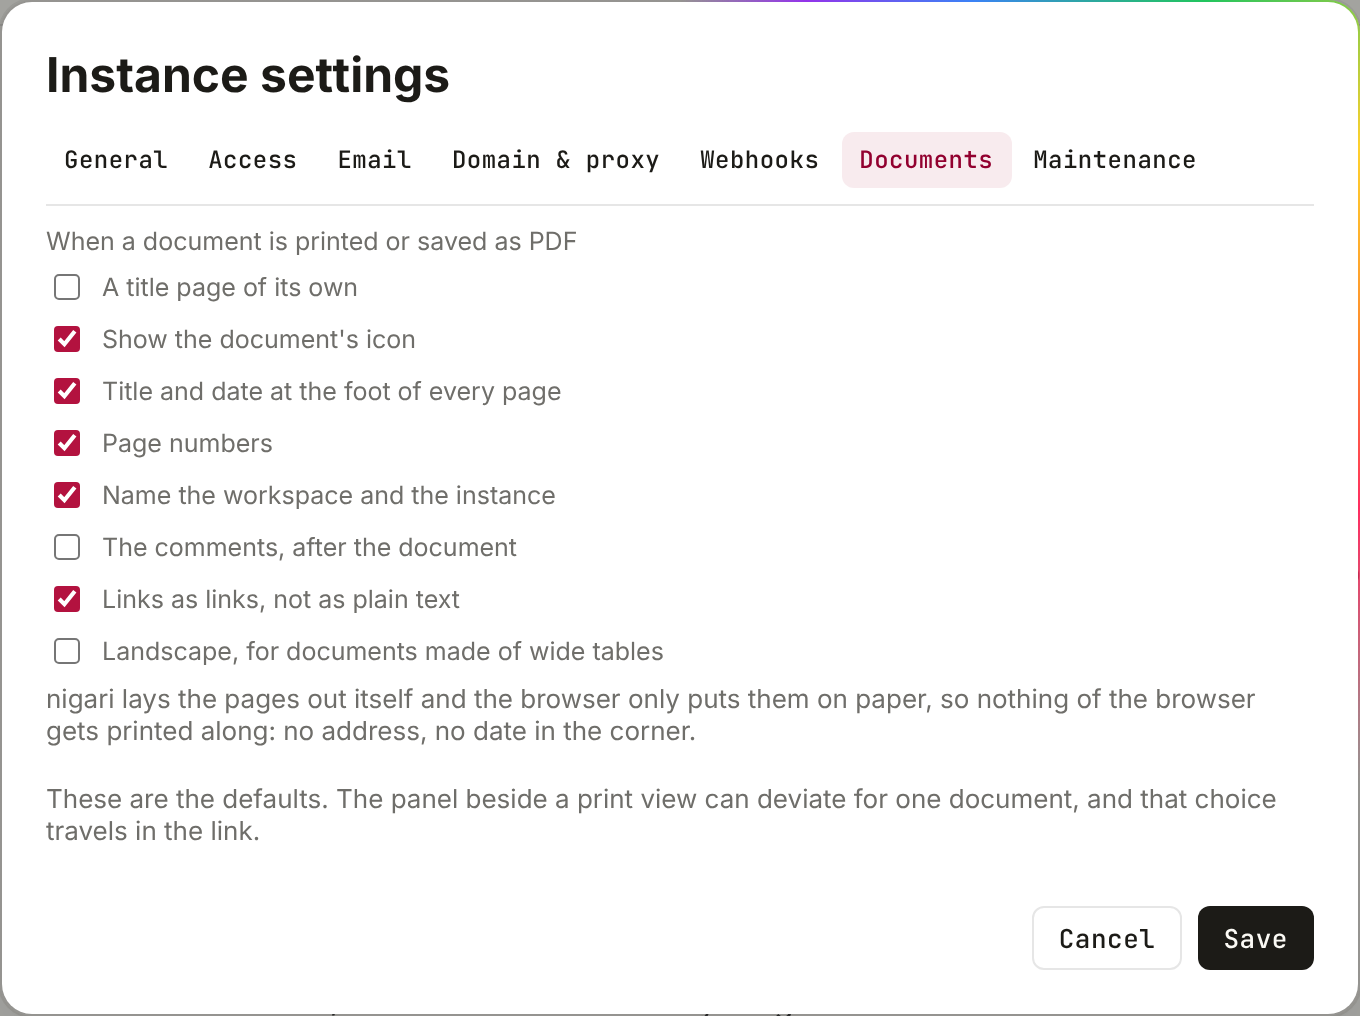 Instance settings
General Access Email Domain & proxy Webhooks Documents Maintenance
When a document is printed or saved as PDF
A title page of its own
Show the document's icon
Title and date at the foot of every page
Page numbers
Name the workspace and the instance
The comments, after the document
Links as links, not as plain text
Landscape, for documents made of wide tables
nigari lays the pages out itself and the browser only puts them on paper, so nothing of the browser
gets printed along: no address, no date in the corner.
These are the defaults. The panel beside a print view can deviate for one document, and that choice
travels in the link.
Cancel Save